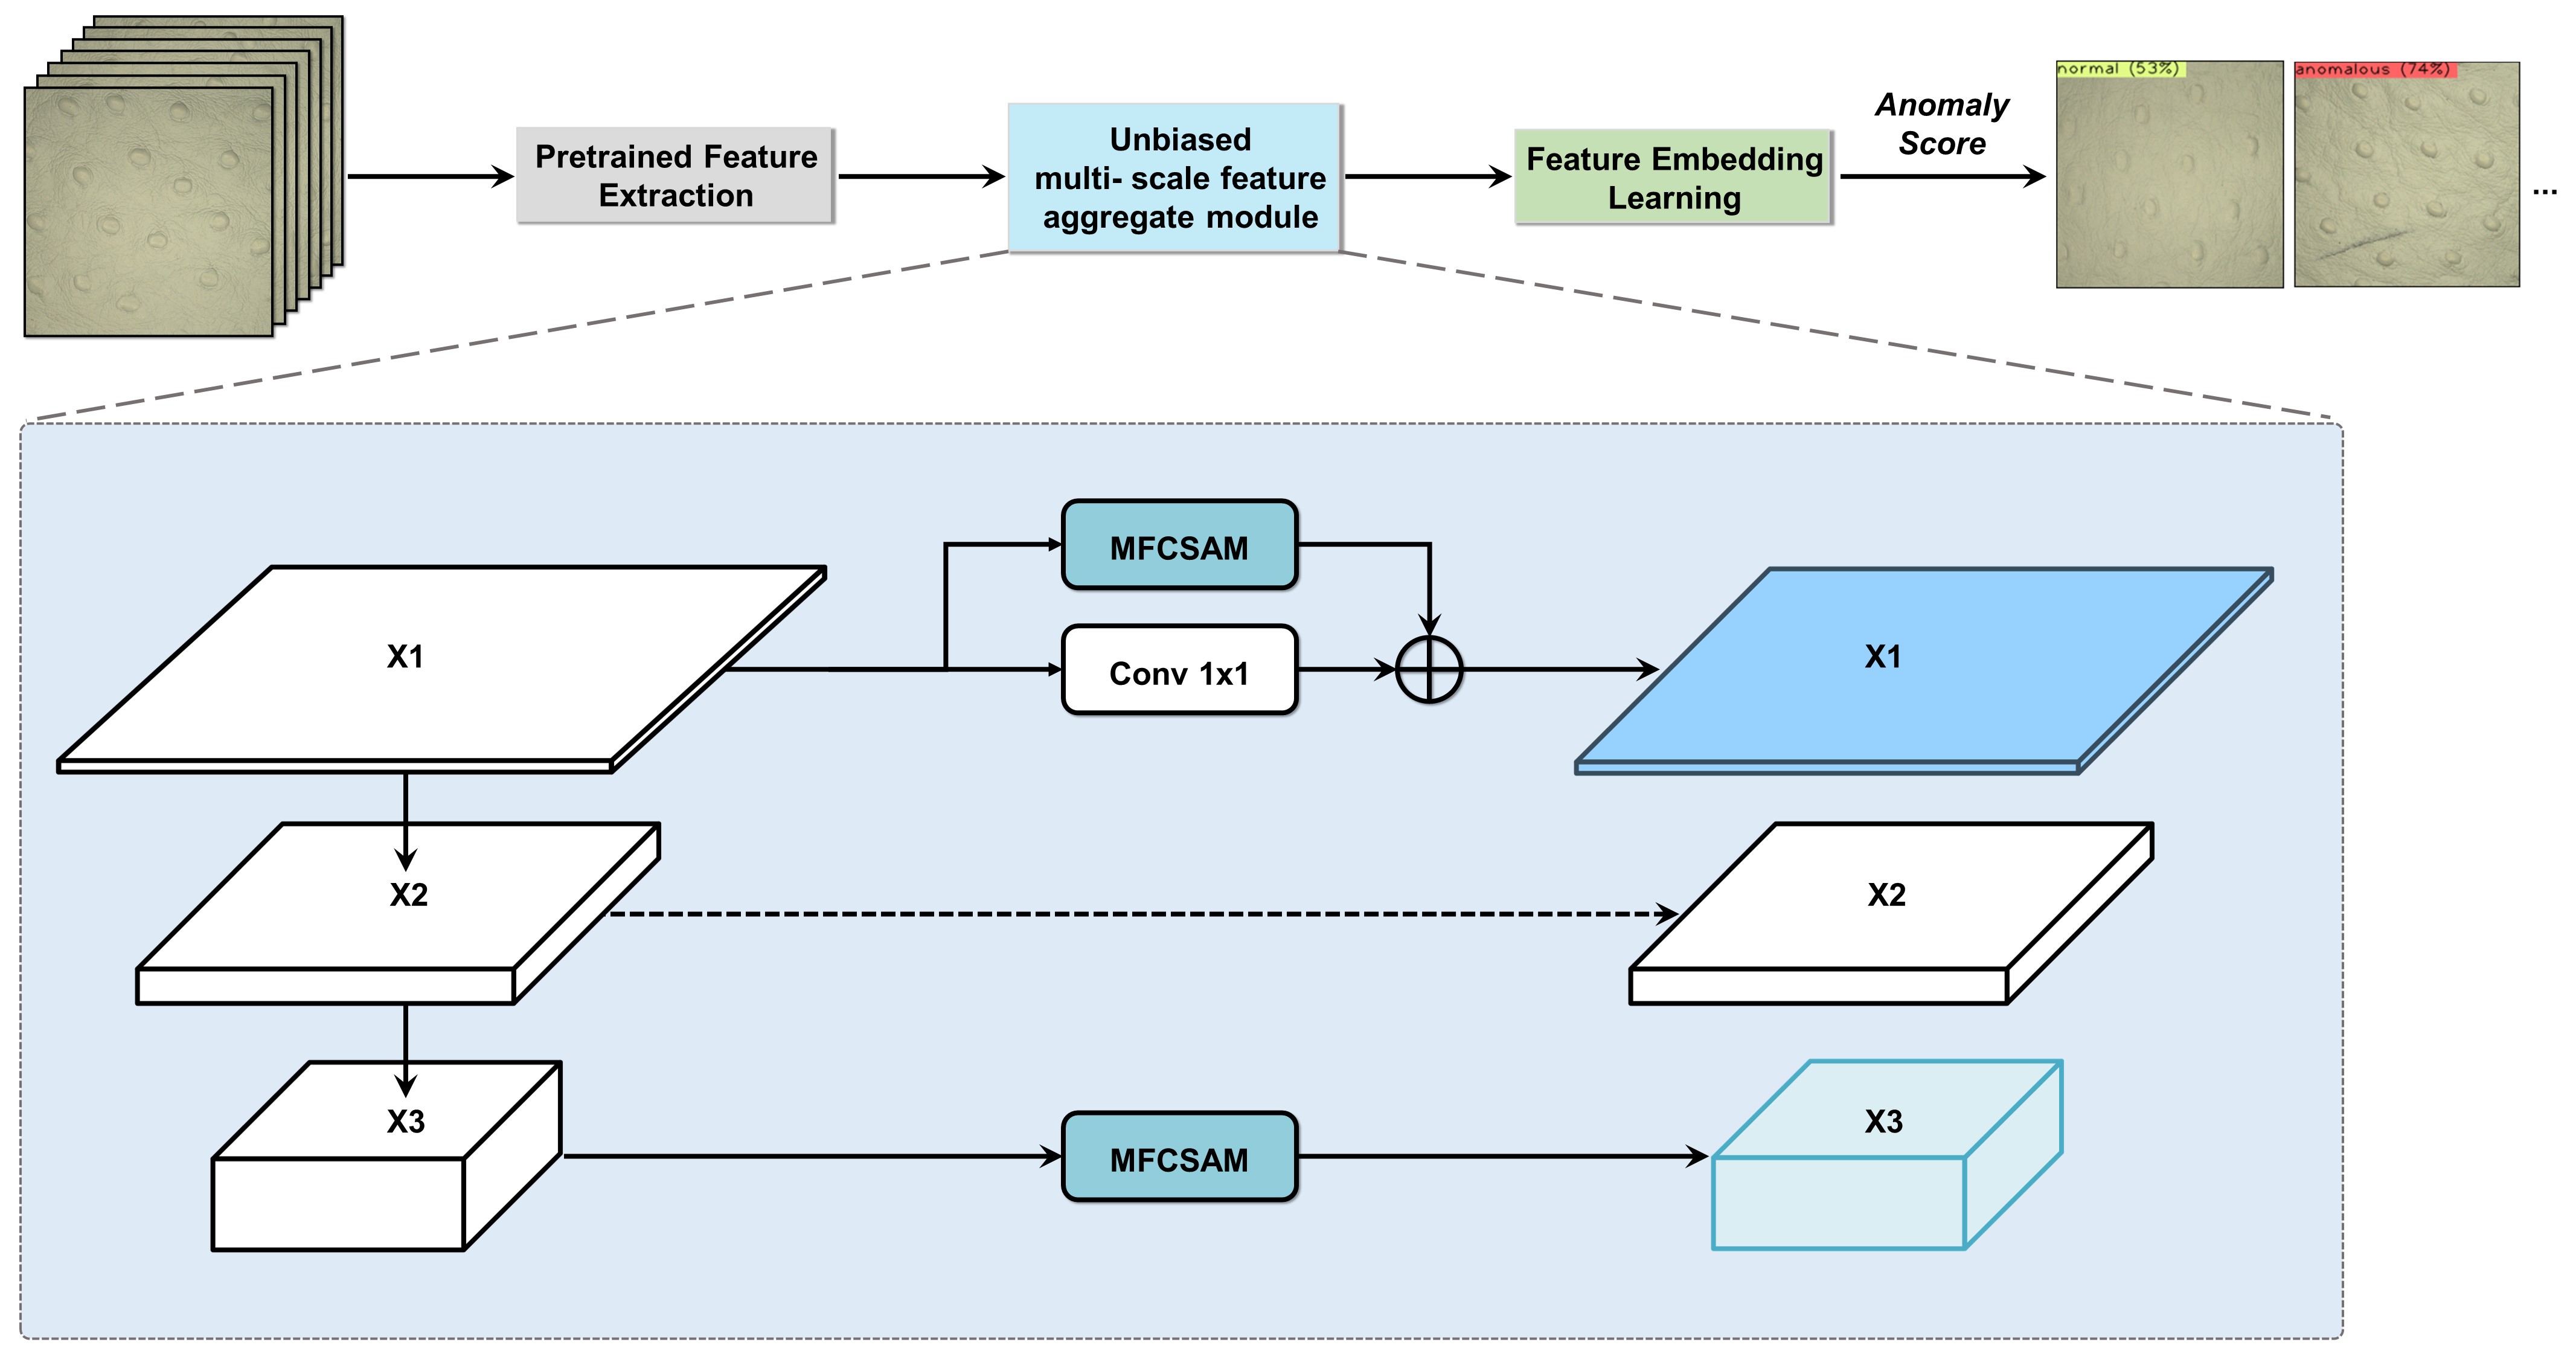 normal (53%)
anomalous (74%)
Pretrained Feature
Extraction
Unbiased
multi- scale feature
aggregate module
Feature Embedding
Learning
Anomaly
Score
...
MFCSAM
Conv 1x1
X1
X1
X2
X2
X3
MFCSAM
X3